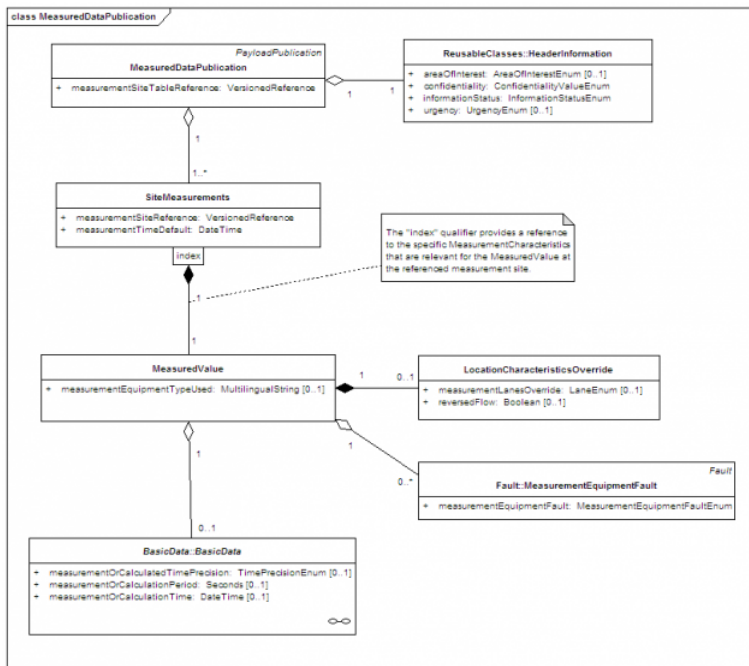 class MeasuredDataPublication
PayloadPublication
MeasuredDataPublication
+ measurementSiteTableReference: VersionedReference
ReusableClasses::HeaderInformation
+ areaOfInterest: AreaOfInterestEnum [0..1]
+ confidentiality: ConfidentialityValueEnum
+ informationStatus: InformationStatusEnum
+ urgency: UrgencyEnum [0..1]
1
1
1
1..*
SiteMeasurements
+ measurementSiteReference: VersionedReference
+ measurementTimeDefault: DateTime
index
The "index" qualifier provides a reference
to the specific MeasurementCharacteristics
that are relevant for the MeasuredValue at
the referenced measurement site.
1
1
MeasuredValue
+ measurementEquipmentTypeUsed: MultilingualString [0..1]
1
0..1
LocationCharacteristicsOverride
+ measurementLanesOverride: LaneEnum [0..1]
+ reversedFlow: Boolean [0..1]
1
1
0..*
Fault
Fault::MeasurementEquipmentFault
+ measurementEquipmentFault: MeasurementEquipmentFaultEnum
0..1
BasicData::BasicData
+ measurementOrCalculatedTimePrecision: TimePrecisionEnum [0..1]
+ measurementOrCalculationPeriod: Seconds [0..1]
+ measurementOrCalculationTime: DateTime [0..1]